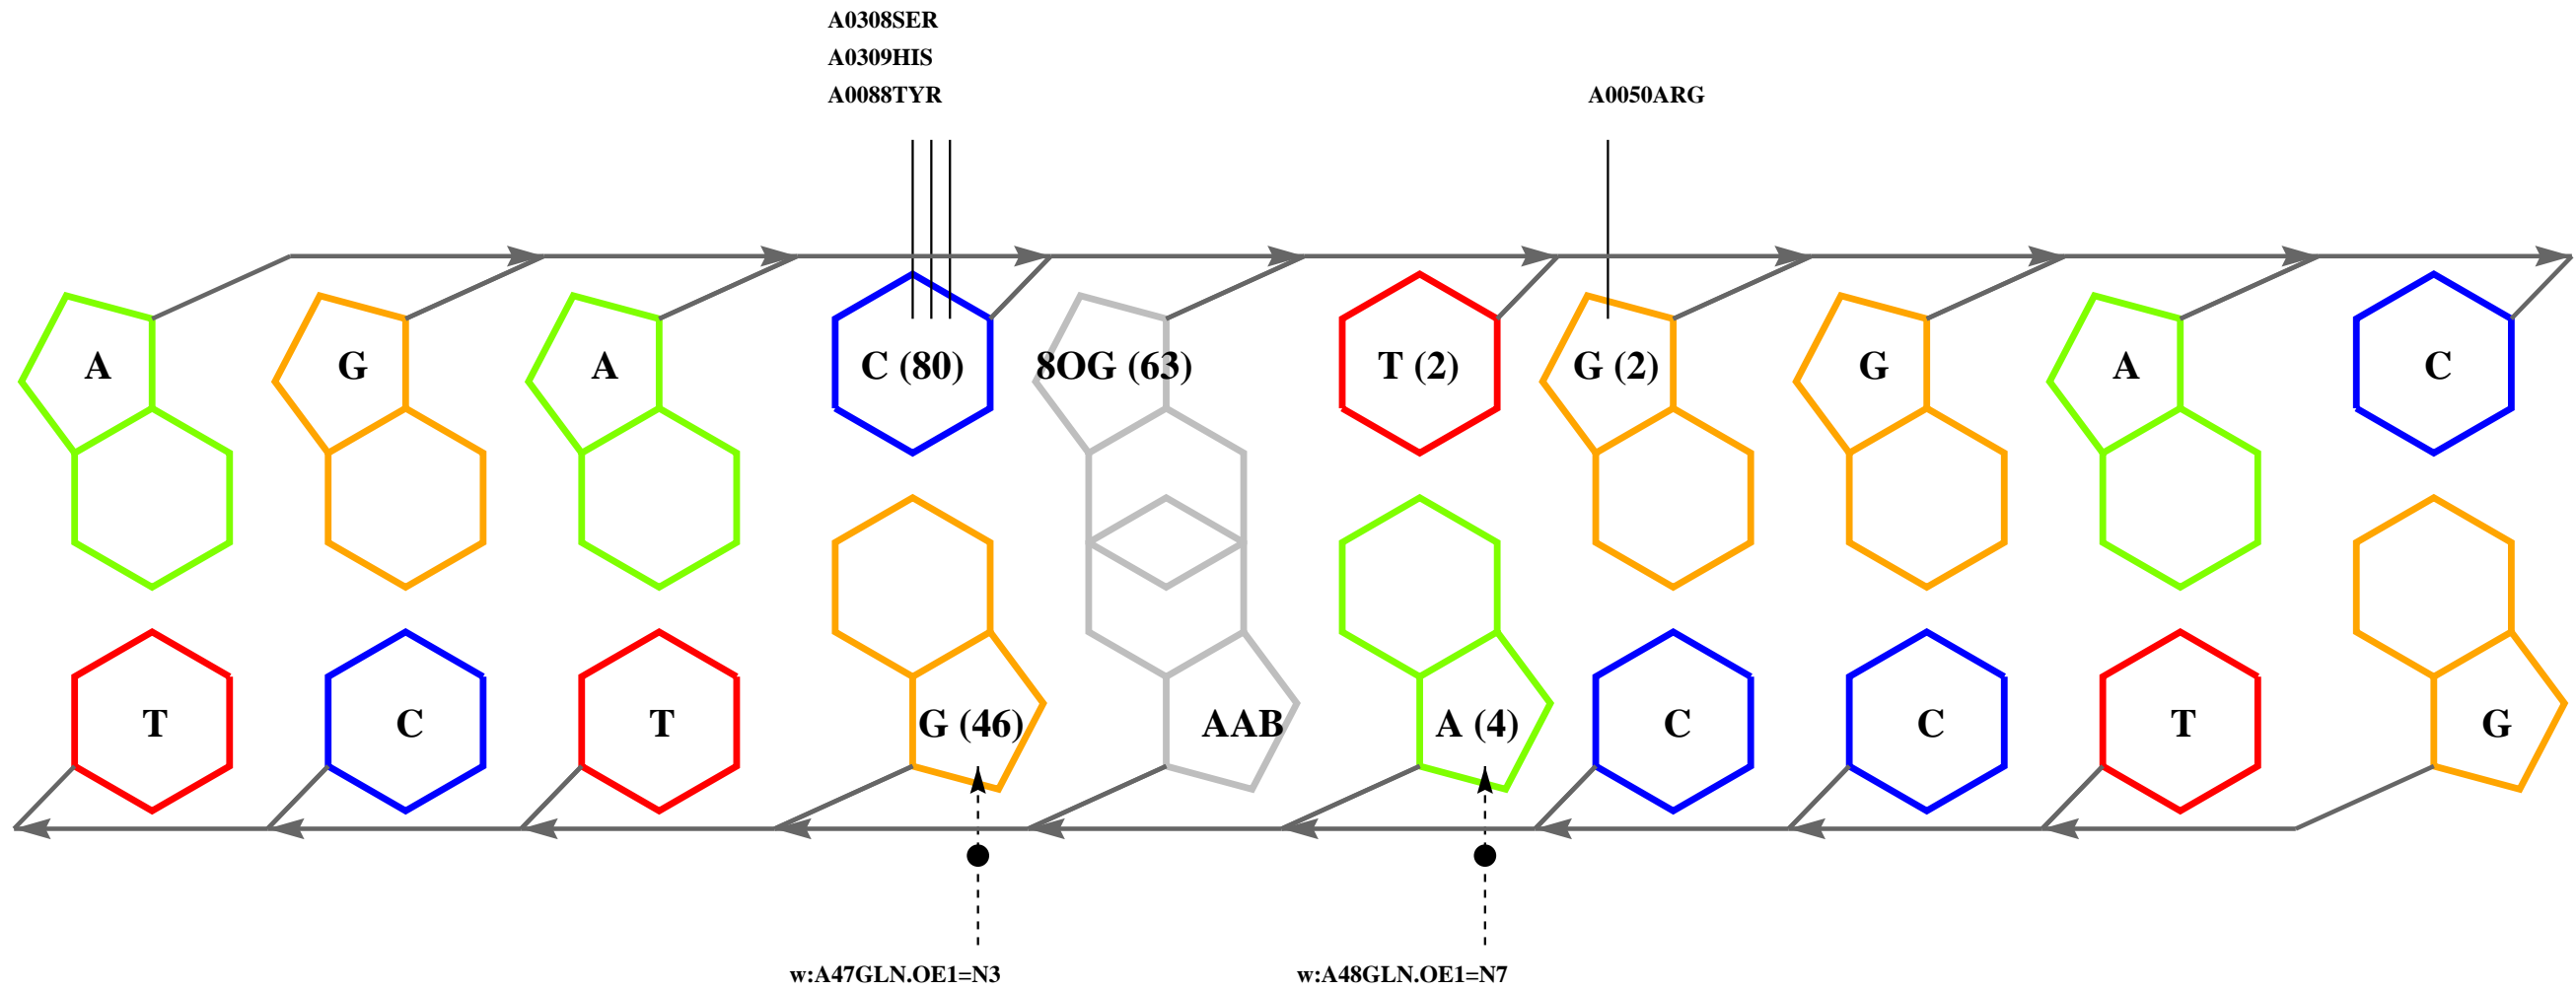 A0308SER
A0309HIS
A0088TYR
A0050ARG
A G A C (80) 8OG (63) T (2) G (2) G A C
T C T G (46) AAB A (4) C C T G
w:A47GLN.OE1=N3 w:A48GLN.OE1=N7